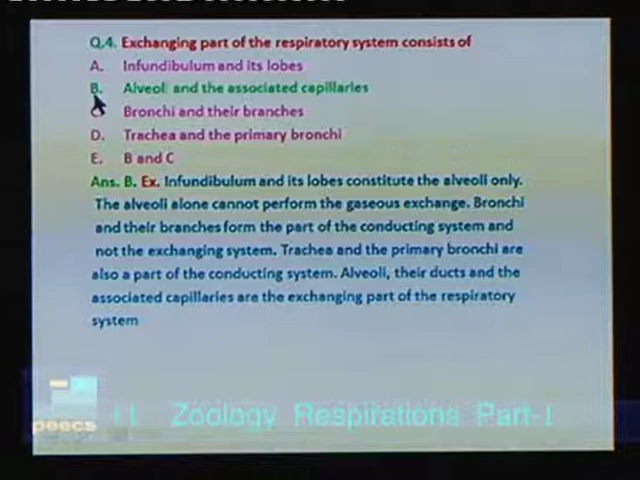 Q.4. Exchanging part of the respiratory system consists of
A. Infundibulum and its lobes
B. Alveoli and the associated capillaries
C Bronchi and their branches
D. Trachea and the primary bronchi
E. B and C
Ans. B. Ex. Infundibulum and its lobes constitute the alveoli only.
The alveoli alone cannot perform the gaseous exchange. Bronchi
and their branches form the part of the conducting system and
not the exchanging system. Trachea and the primary bronchi are
also a part of the conducting system. Alveoli, their ducts and the
associated capillaries are the exchanging part of the respiratory
system
11 Zoology Respirations Part-1
peecs